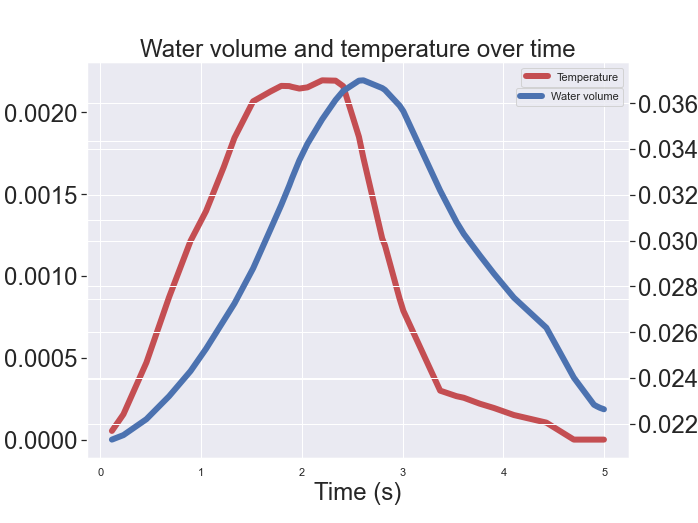 Water volume and temperature over time
Temperature
Water volume
0.0020
0.0015
0.0010
0.0005
0.0000
0.036
0.034
0.032
0.030
0.028
0.026
0.024
0.022
0 1 2 3 4 5
Time (s)